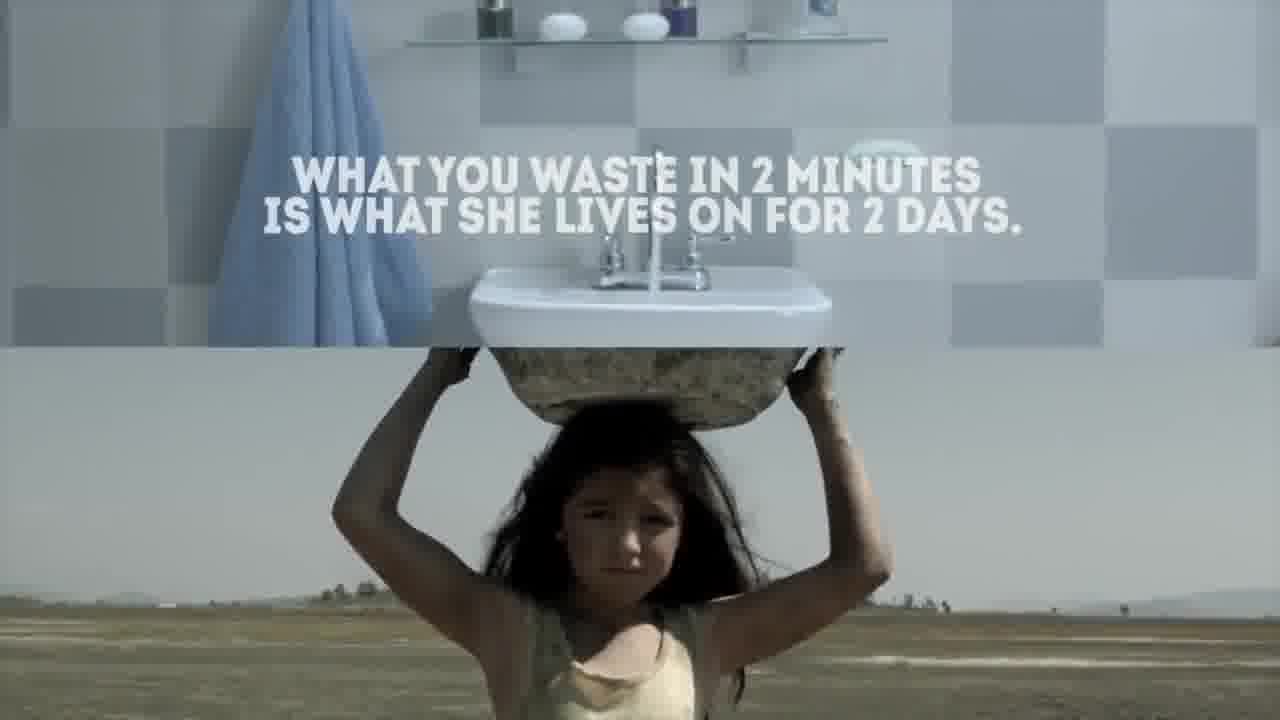 WHAT YOU WASTE IN 2 MINUTES
IS WHAT SHE LIVES ON FOR 2 DAYS.